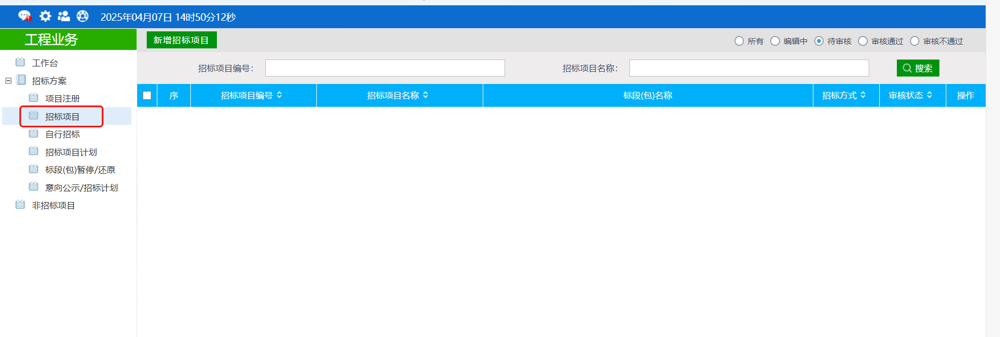 2025年04月07日 14时50分12秒
工程业务
新增招标项目
所有 编辑中 待审核 审核通过 审核不通过
工作台
招标项目编号： 招标项目名称： 搜索
招标方案
序 招标项目编号 招标项目名称 标段(包)名称 招标方式 审核状态 操作
项目注册
招标项目
自行招标
招标项目计划
标段(包)暂停/还原
意向公示/招标计划
非招标项目